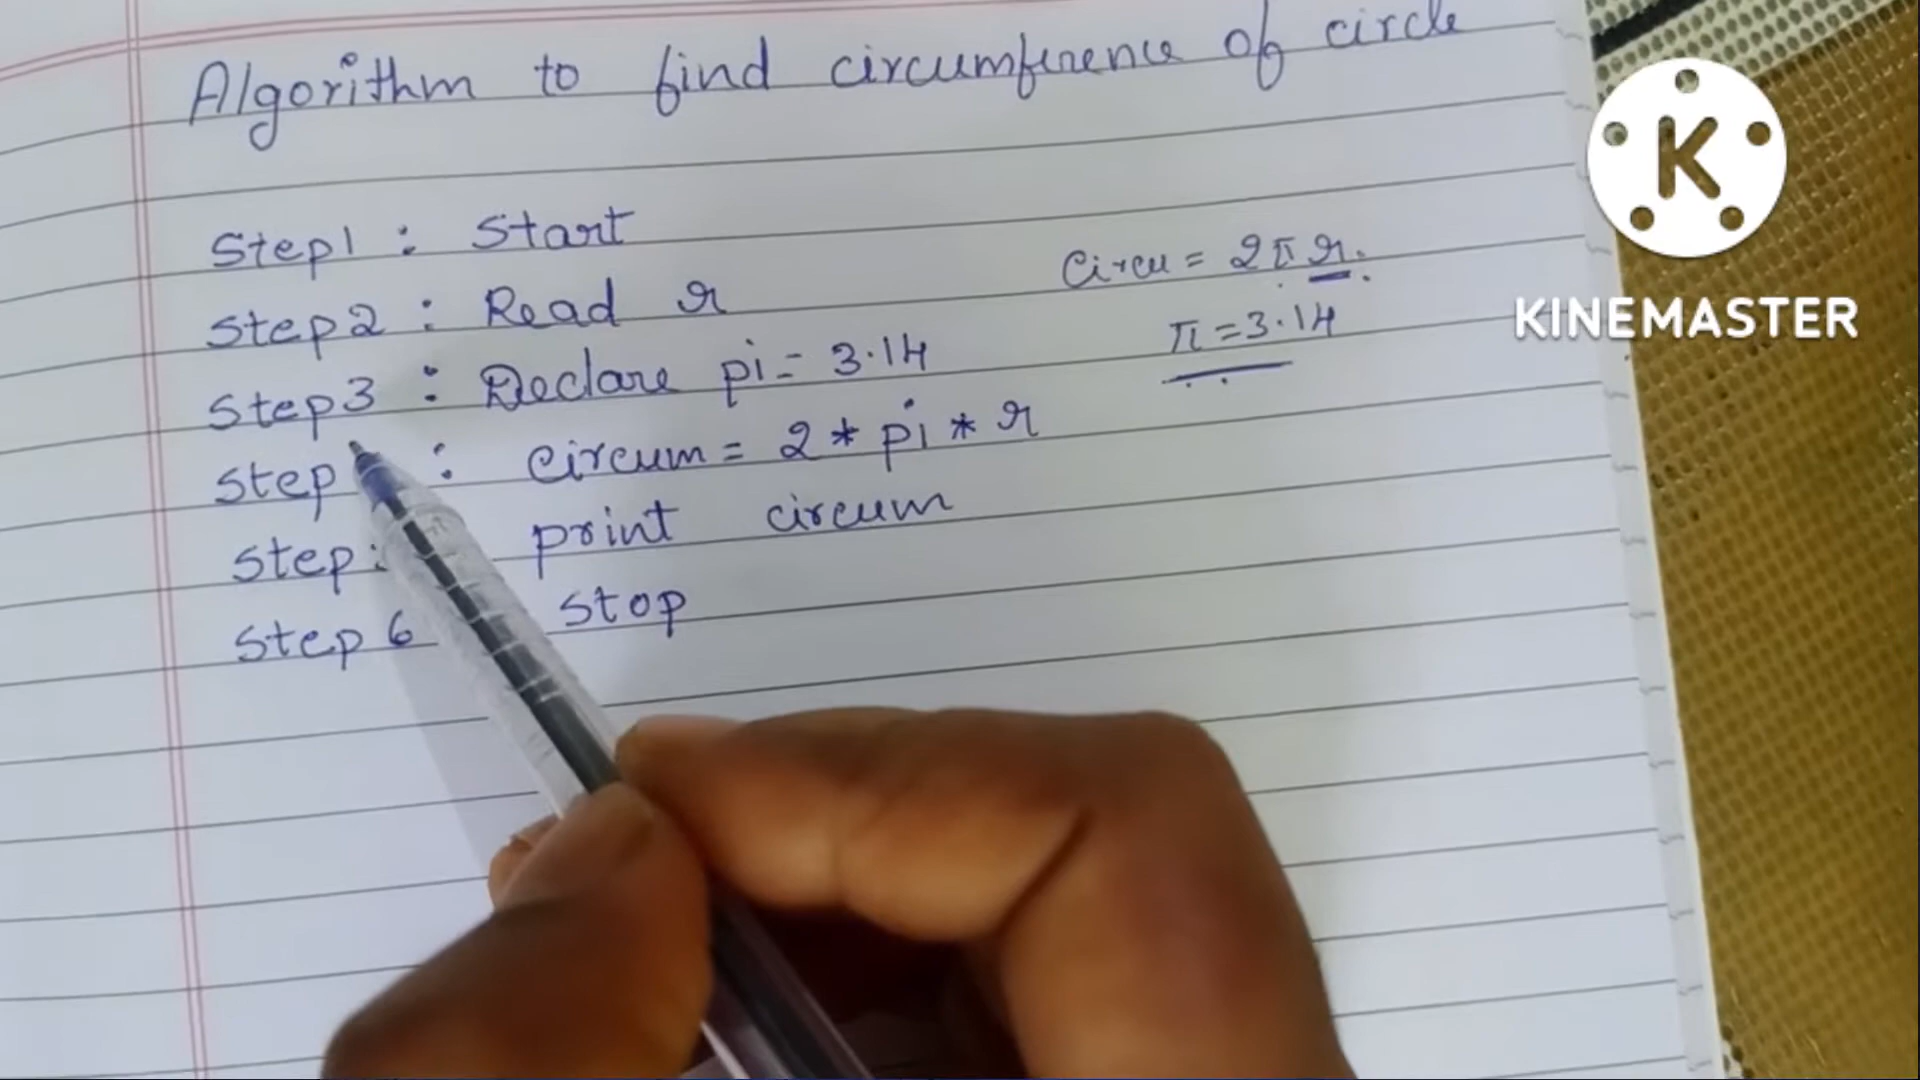 Algorithm to find circumference of circle
Step1 : Start
Step2 : Read r
Circu = 2πr.
π = 3.14
Step3 : Declare pi = 3.14
Step : circum = 2 * pi * r
Step: print circum
Step 6 stop
K
KINEMASTER